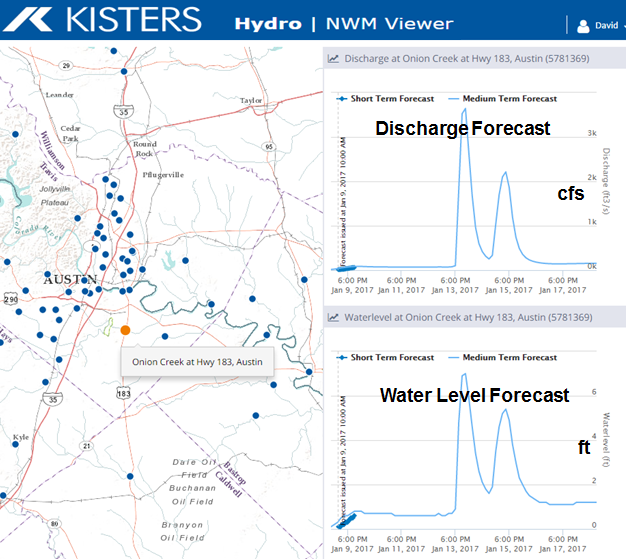 KISTERS
Hydro | NWM Viewer
David
29
Leander
Taylor
35
Cedar
Park
Williamson
Travis
Round
Rock
95
Jollyville
Plateau
Pflugerville
Colorado River
AUSTIN
290
Hays
Onion Creek at Hwy 183, Austin
35
183
Kyle
21
Bastrop
Caldwell
Dale Oil
Field
Buchanan
Oil Field
80
Bronyon
Oil Field
Discharge at Onion Creek at Hwy 183, Austin (5781369)
Short Term Forecast
Medium Term Forecast
Discharge Forecast
cfs
Forecast issued at Jan 9, 2017 10:00 AM
3k
2k
1k
0k
Discharge (ft3/s)
6:00 PM 6:00 PM 6:00 PM 6:00 PM 6:00 PM
Jan 9, 2017 Jan 11, 2017 Jan 13, 2017 Jan 15, 2017 Jan 17, 2017
Waterlevel at Onion Creek at Hwy 183, Austin (5781369)
Short Term Forecast
Medium Term Forecast
Water Level Forecast
ft
Forecast issued at Jan 9, 2017 10:00 AM
6
4
2
0
Waterlevel (ft)
6:00 PM 6:00 PM 6:00 PM 6:00 PM 6:00 PM
Jan 9, 2017 Jan 11, 2017 Jan 13, 2017 Jan 15, 2017 Jan 17, 2017